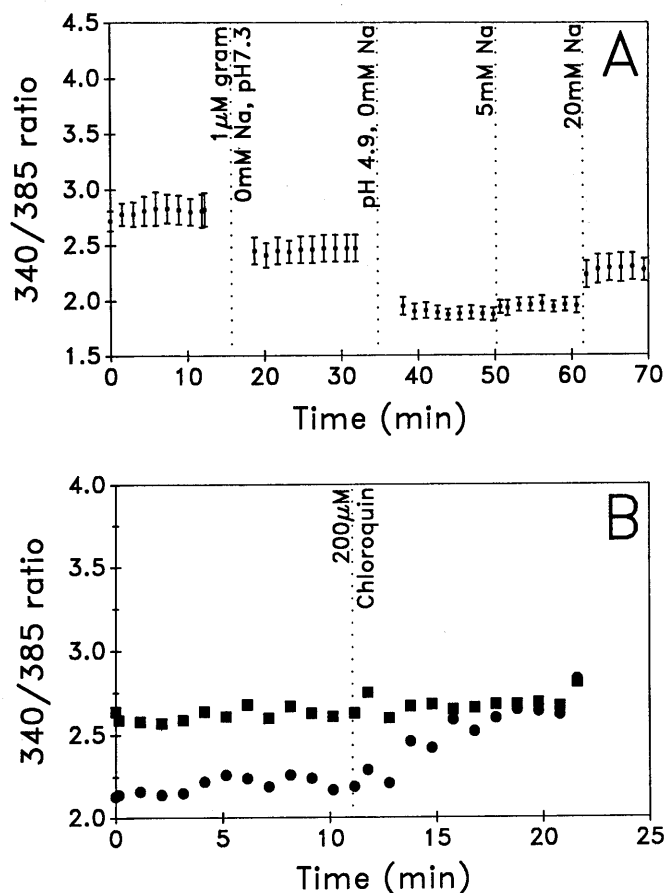 A
4.5
4.0
3.5
3.0
2.5
2.0
1.5
340/385 ratio
1μM gram
0mM Na, pH7.3
pH 4.9, 0mM Na
5mM Na
20mM Na
0 10 20 30 40 50 60 70
Time (min)
B
4.0
3.5
3.0
2.5
2.0
340/385 ratio
200μM
Chloroquin
0 5 10 15 20 25
Time (min)